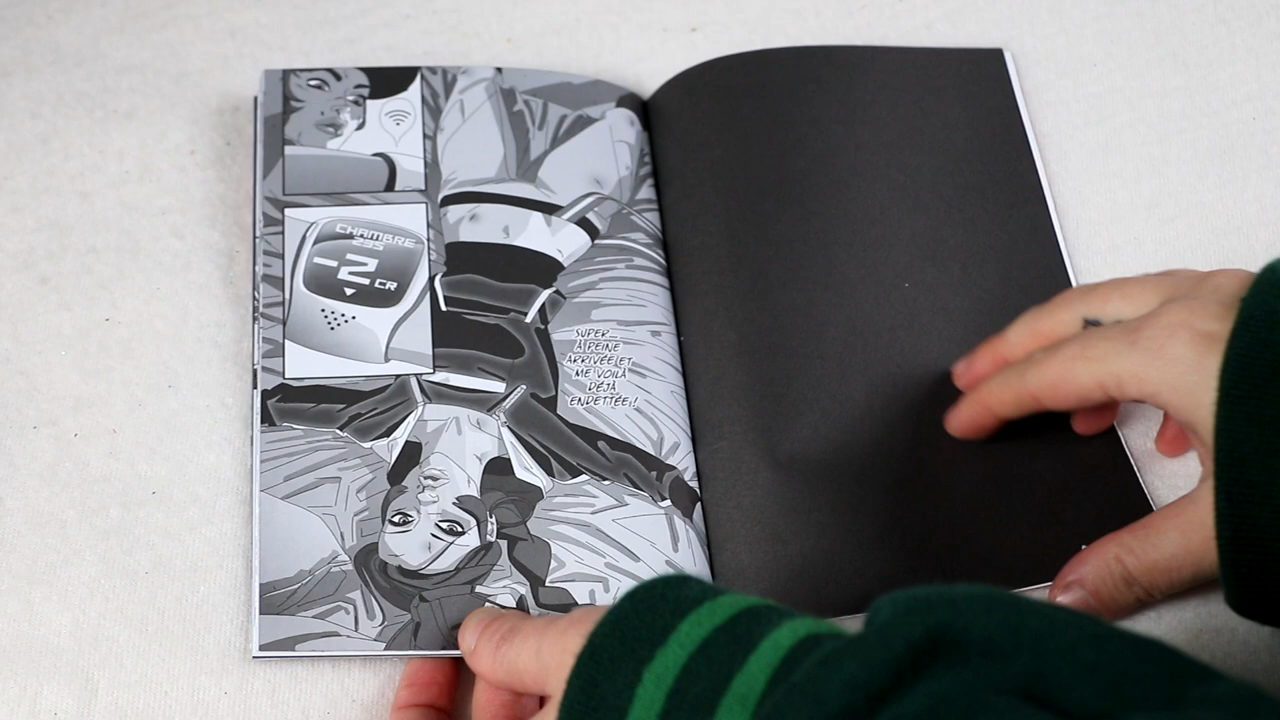 CHAMBRE
235
-2 CR
SUPER...
À PEINE
ARRIVÉE ET
ME VOILÀ
DÉJÀ
ENDETTÉE !